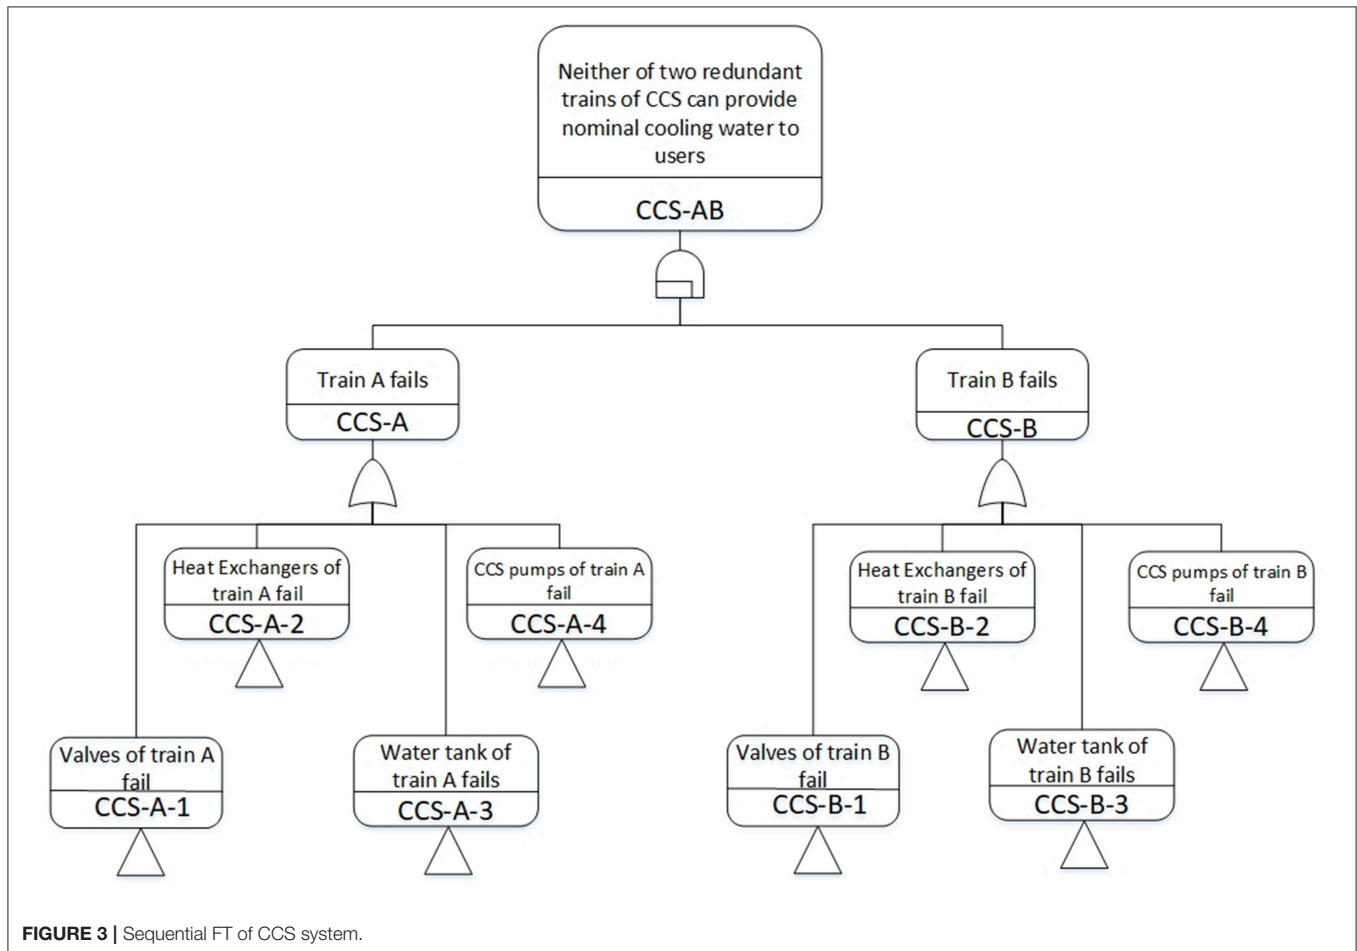 Neither of two redundant
trains of CCS can provide
nominal cooling water to
users
CCS-AB
Train A fails
CCS-A
Train B fails
CCS-B
Heat Exchangers of
train A fail
CCS-A-2
CCS pumps of train A
fail
CCS-A-4
Heat Exchangers of
train B fail
CCS-B-2
CCS pumps of train B
fail
CCS-B-4
Valves of train A
fail
CCS-A-1
Water tank of
train A fails
CCS-A-3
Valves of train B
fail
CCS-B-1
Water tank of
train B fails
CCS-B-3
FIGURE 3 | Sequential FT of CCS system.